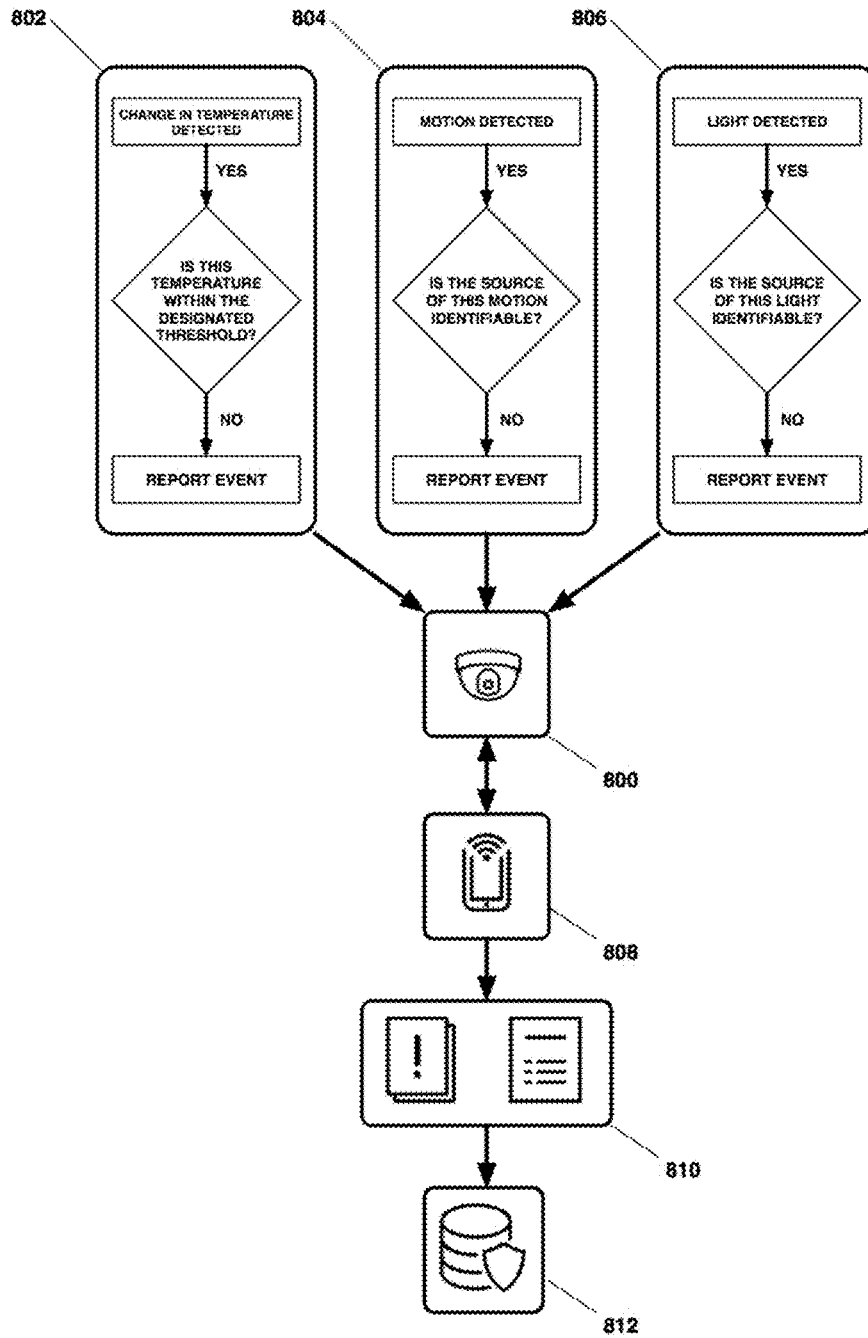 802
804
806
CHANGE IN TEMPERATURE
DETECTED
YES
IS THIS
TEMPERATURE
WITHIN THE
DESIGNATED
THRESHOLD?
NO
REPORT EVENT
MOTION DETECTED
YES
IS THE SOURCE
OF THIS MOTION
IDENTIFIABLE?
NO
REPORT EVENT
LIGHT DETECTED
YES
IS THE SOURCE
OF THIS LIGHT
IDENTIFIABLE?
NO
REPORT EVENT
800
808
!
810
812